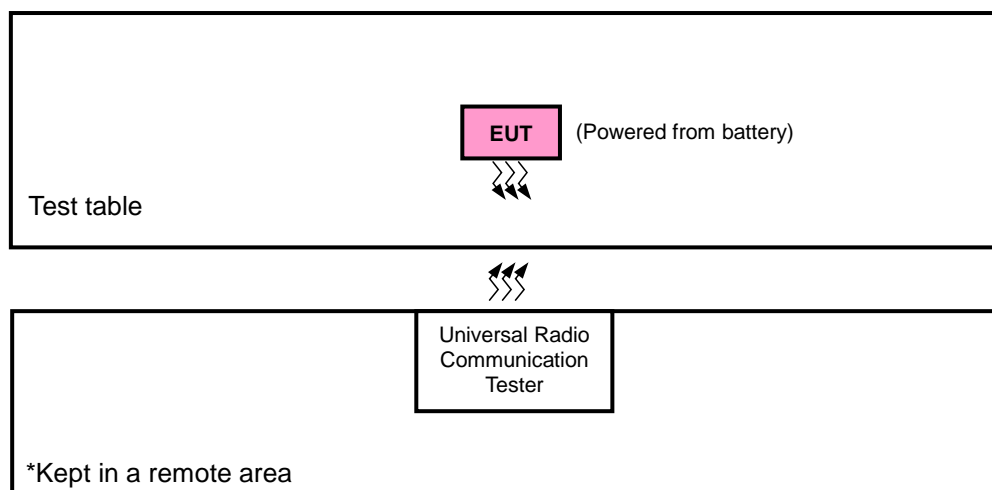 EUT
(Powered from battery)
Test table
Universal Radio
Communication
Tester
*Kept in a remote area